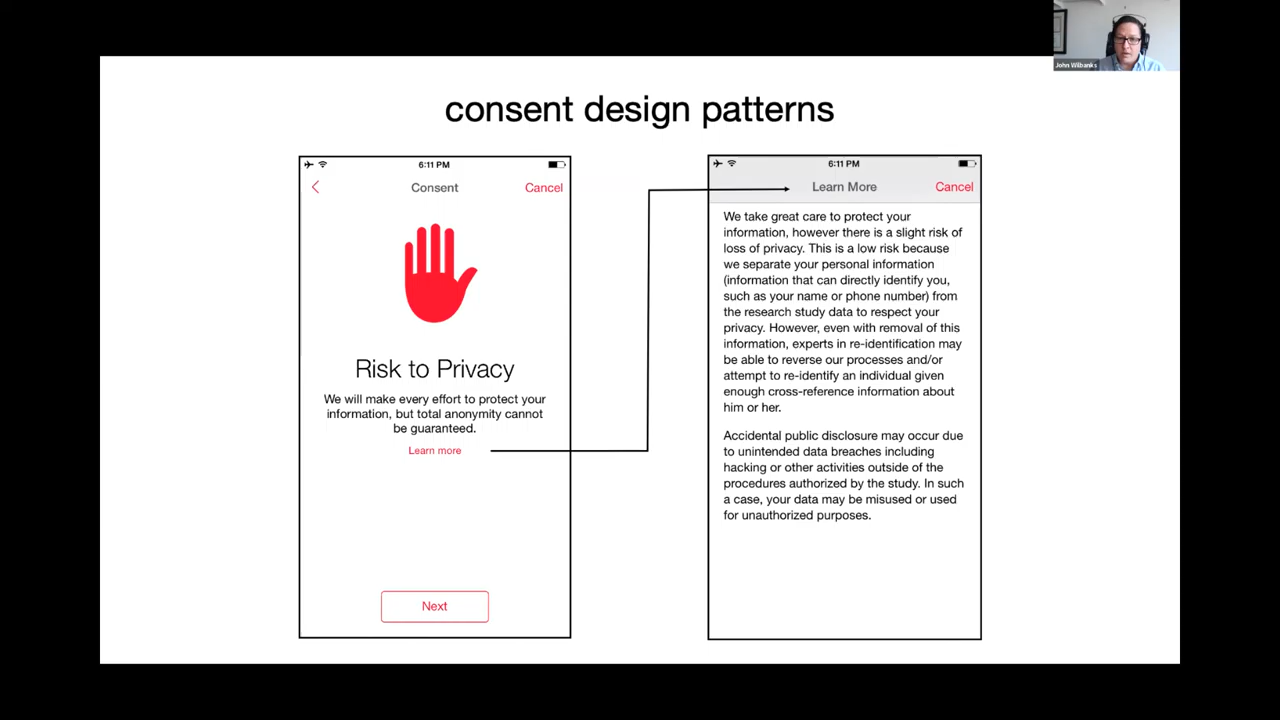 John Wilbanks
consent design patterns
6:11 PM
Consent
Cancel
Risk to Privacy
We will make every effort to protect your
information, but total anonymity cannot
be guaranteed.
Learn more
Next
6:11 PM
Learn More
Cancel
We take great care to protect your
information, however there is a slight risk of
loss of privacy. This is a low risk because
we separate your personal information
(information that can directly identify you,
such as your name or phone number) from
the research study data to respect your
privacy. However, even with removal of this
information, experts in re-identification may
be able to reverse our processes and/or
attempt to re-identify an individual given
enough cross-reference information about
him or her.
Accidental public disclosure may occur due
to unintended data breaches including
hacking or other activities outside of the
procedures authorized by the study. In such
a case, your data may be misused or used
for unauthorized purposes.